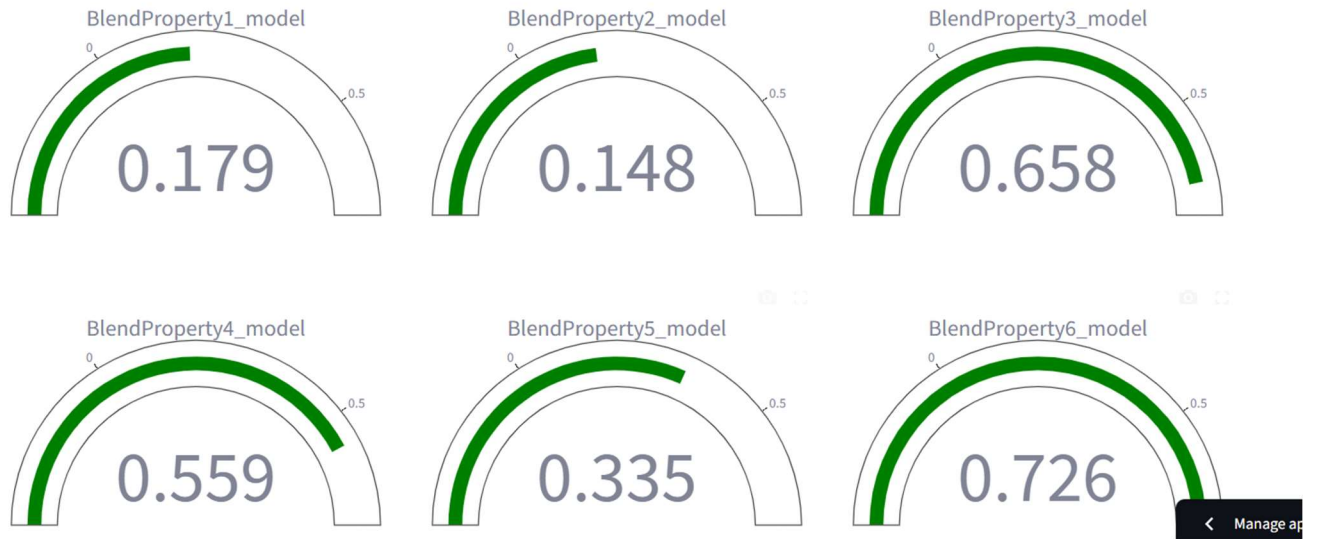 BlendProperty1_model
0
0.5
0.179
BlendProperty2_model
0
0.5
0.148
BlendProperty3_model
0
0.5
0.658
BlendProperty4_model
0
0.5
0.559
BlendProperty5_model
0
0.5
0.335
BlendProperty6_model
0
0.5
0.726
Manage ap